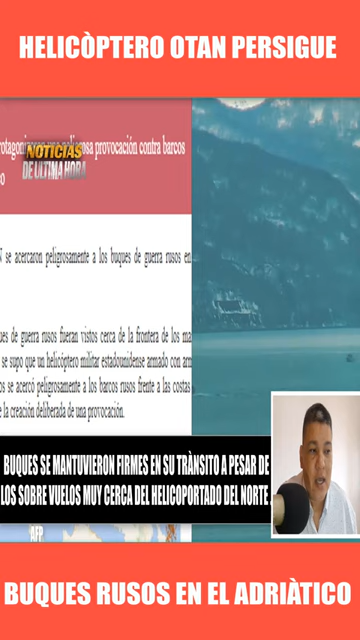 HELICÒPTERO OTAN PERSIGUE
provocación contra barcos
NOTICIAS
DE ULTIMA HORA
se acercaron peligrosamente a los buques de guerra rusos en
de guerra rusos fueran vistos cerca de la frontera de los
se supo que un helicóptero militar estadounidense armado con
se acercó peligrosamente a los barcos rusos frente a las costas
la creación deliberada de una provocación.
BUQUES SE MANTUVIERON FIRMES EN SU TRÀNSITO A PESAR DE
LOS SOBRE VUELOS MUY CERCA DEL HELICOPORTADO DEL NORTE.
AFP
BUQUES RUSOS EN EL ADRIÀTICO